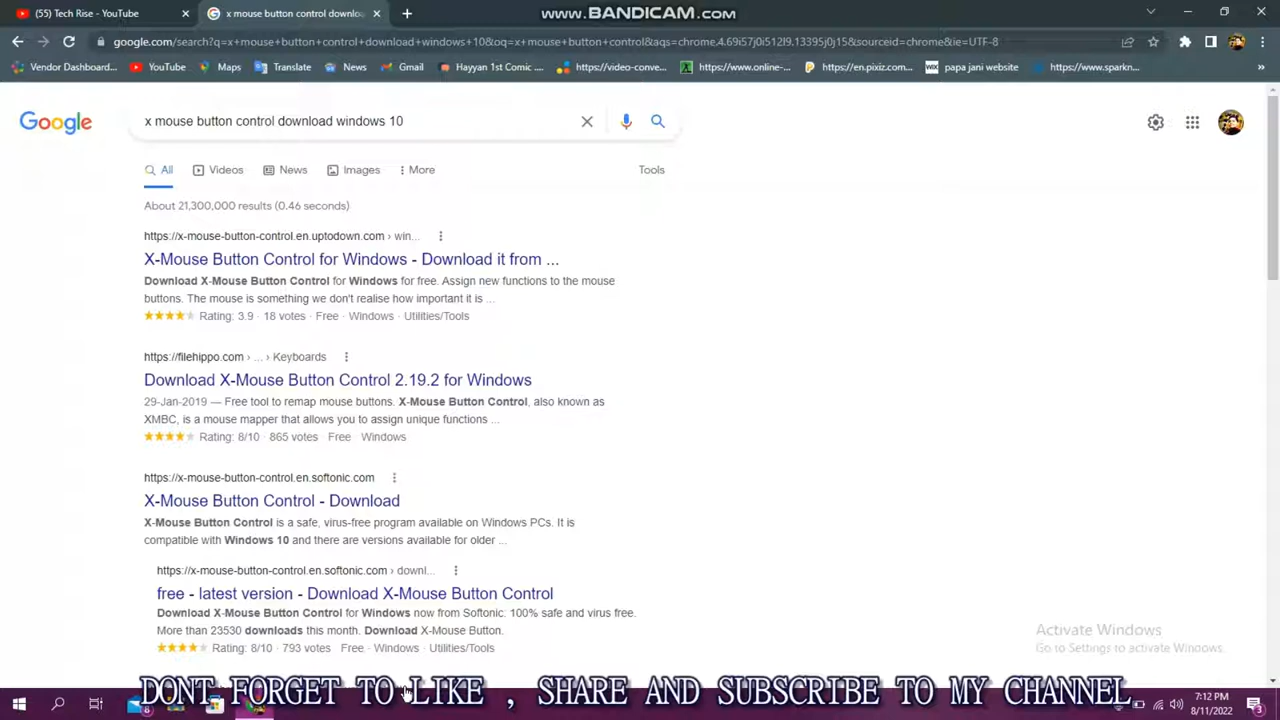 www.BANDICAM.com
(55) Tech Rise - YouTube
x mouse button control downlo
google.com/search?q=x+mouse+button+control+download+windows+10&oq=x+mouse+button+control&aqs=chrome.4.69i57j0i512l9.13395j0j15&sourceid=chrome&ie=UTF-8
Vendor Dashboard... YouTube Maps Translate News Gmail Hayyan 1st Comic ... https://video-conve... https://www.online-... https://en.pixiz.com... papa jani website https://www.sparkn... »
Google
x mouse button control download windows 10
All Videos News Images More Tools
About 21,300,000 results (0.46 seconds)
https://x-mouse-button-control.en.uptodown.com › win...
X-Mouse Button Control for Windows - Download it from ...
Download X-Mouse Button Control for Windows for free. Assign new functions to the mouse
buttons. The mouse is something we don't realise how important it is ...
Rating: 3.9 · 18 votes · Free · Windows · Utilities/Tools
https://filehippo.com › ... › Keyboards
Download X-Mouse Button Control 2.19.2 for Windows
29-Jan-2019 — Free tool to remap mouse buttons. X-Mouse Button Control, also known as
XMBC, is a mouse mapper that allows you to assign unique functions ...
Rating: 8/10 · 865 votes · Free · Windows
https://x-mouse-button-control.en.softonic.com
X-Mouse Button Control - Download
X-Mouse Button Control is a safe, virus-free program available on Windows PCs. It is
compatible with Windows 10 and there are versions available for older ...
https://x-mouse-button-control.en.softonic.com › downl...
free - latest version - Download X-Mouse Button Control
Download X-Mouse Button Control for Windows now from Softonic: 100% safe and virus free.
More than 23530 downloads this month. Download X-Mouse Button.
Rating: 8/10 · 793 votes · Free · Windows · Utilities/Tools
Activate Windows
Go to Settings to activate Windows.
DONT FORGET TO LIKE , SHARE AND SUBSCRIBE TO MY CHANNEL
8
7:12 PM
8/11/2022
3